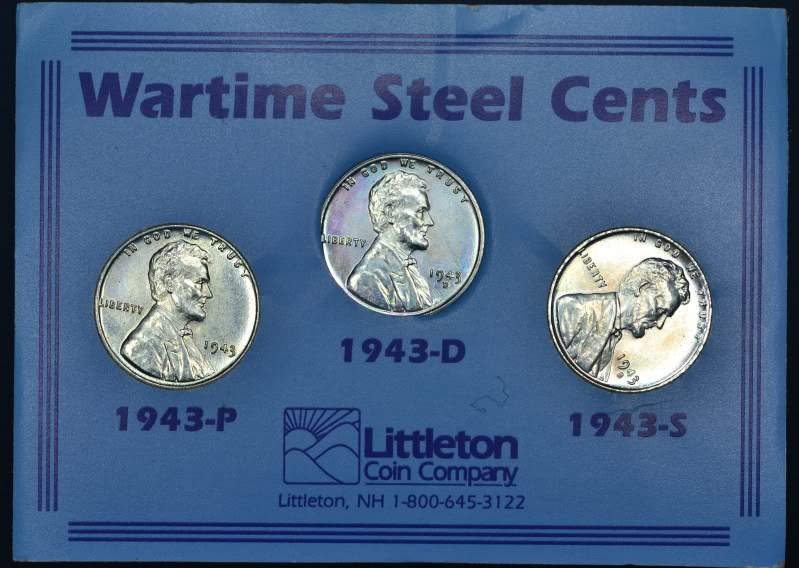 Wartime Steel Cents
IN GOD WE TRUST
LIBERTY
1943
D
1943-D
IN GOD WE TRUST
LIBERTY
1943
1943-P
IN GOD WE TRUST
LIBERTY
1943
S
1943-S
Littleton
Coin Company
Littleton, NH 1-800-645-3122